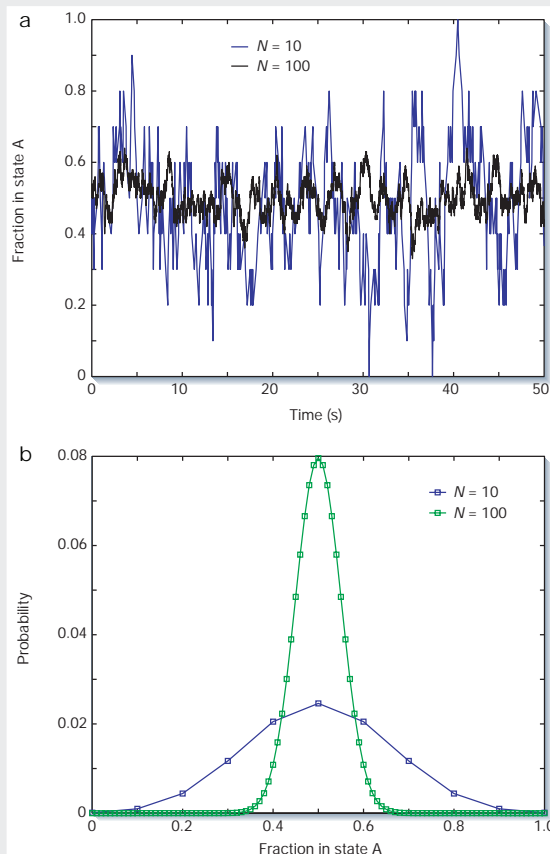 a
1.0
N = 10
N = 100
0.8
0.6
0.4
0.2
0
Fraction in state A
0 10 20 30 40 50
Time (s)
b
0.08
N = 10
N = 100
0.06
0.04
0.02
0
Probability
0 0.2 0.4 0.6 0.8 1.0
Fraction in state A